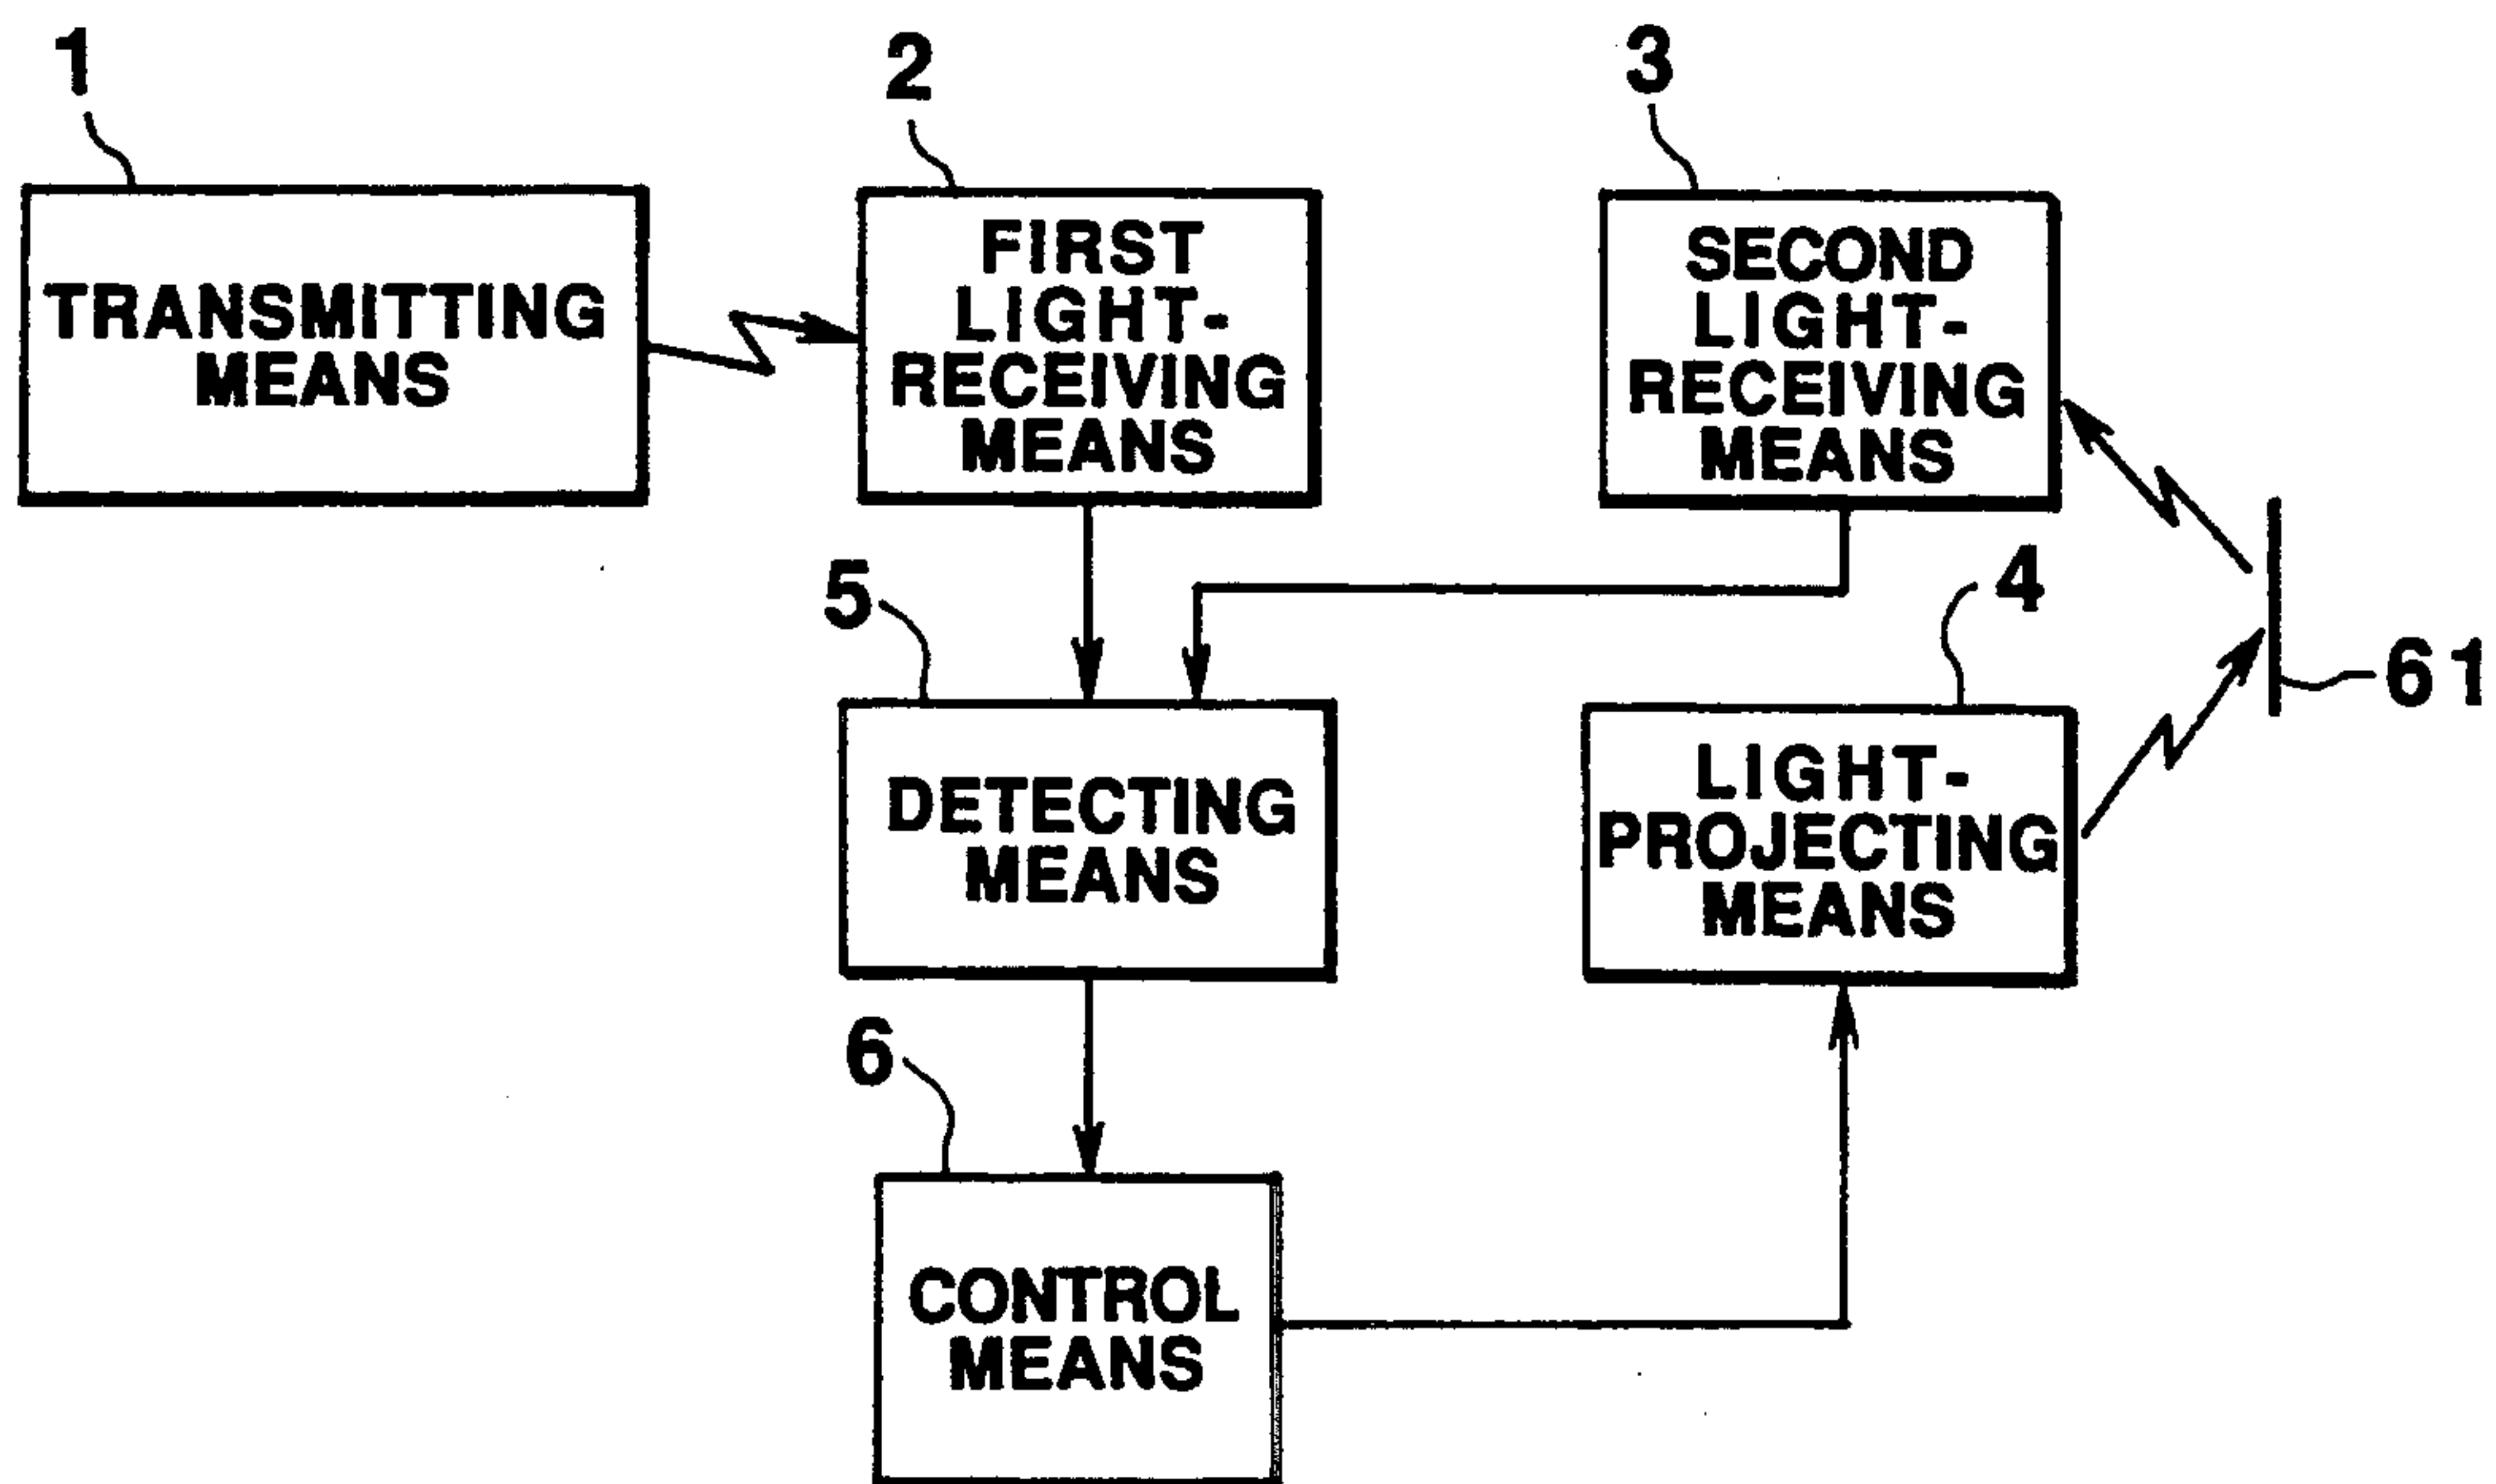 1
2
3
TRANSMITTING
MEANS
FIRST
LIGHT-
RECEIVING
MEANS
SECOND
LIGHT-
RECEIVING
MEANS
5
4
61
DETECTING
MEANS
LIGHT-
PROJECTING
MEANS
6
CONTROL
MEANS